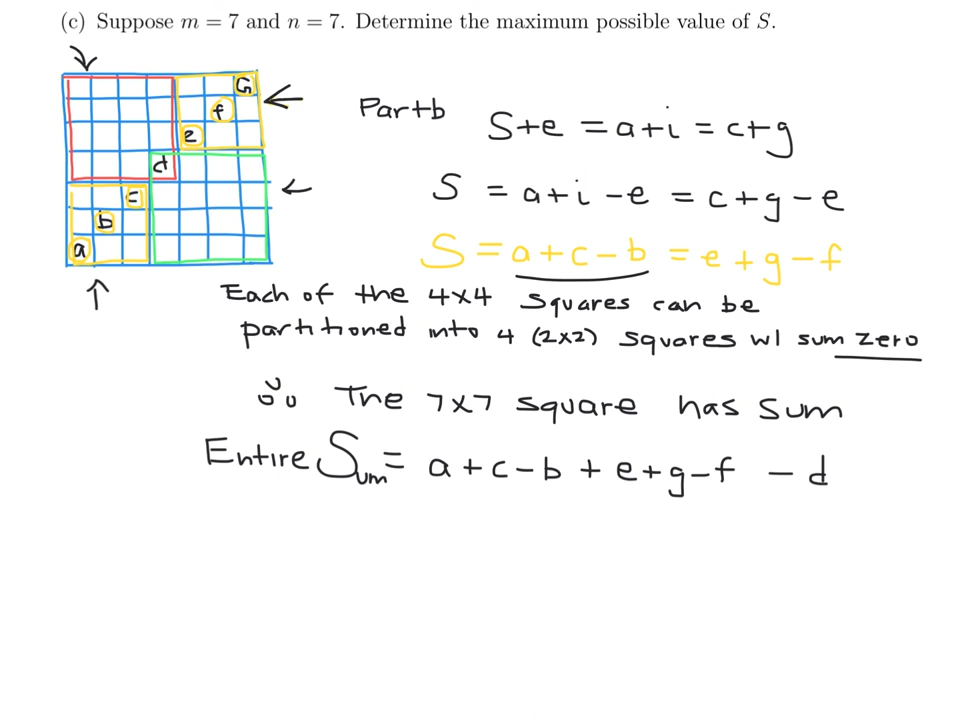 (c) Suppose m = 7 and n = 7. Determine the maximum possible value of S.
G
f
e
d
c
b
a
Part b
S+e = a+i = c+g
S = a+i-e = c+g-e
S = a+c-b = e+g-f
Each of the 4x4 squares can be
partitioned into 4 (2x2) squares w/ sum zero
∴ The 7x7 square has sum
Entire Sum = a+c-b + e+g-f - d